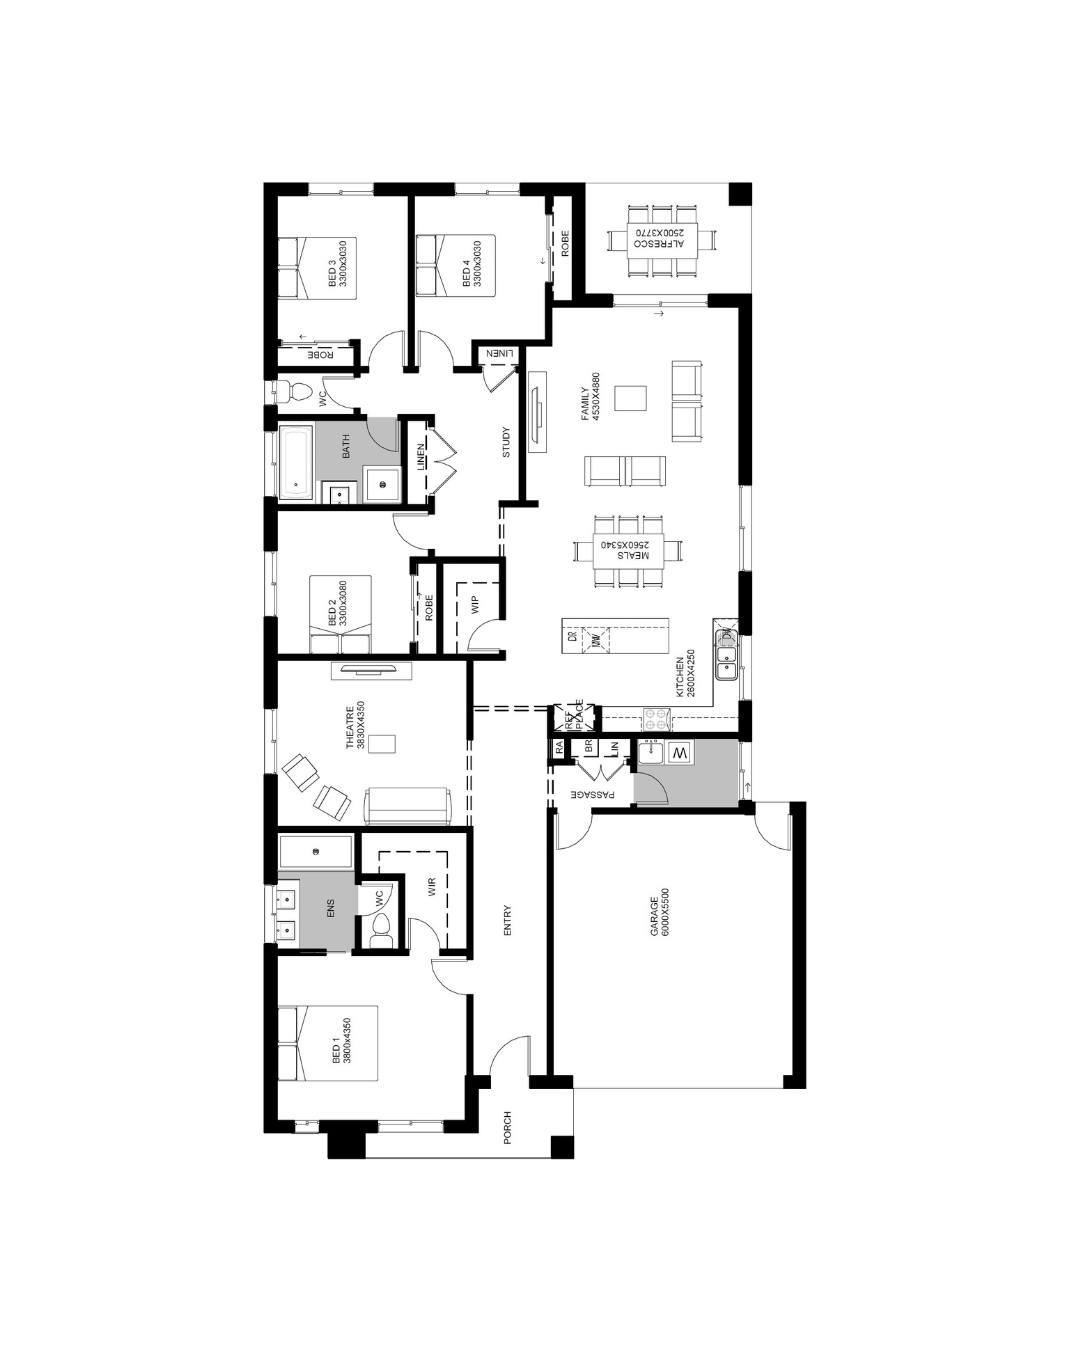 BED 3
3300x3030
BED 4
3300x3030
ROBE
ALFRESCO
2500X3770
ROBE
LINEN
WC
FAMILY
4530X4880
BATH
LINEN
STUDY
MEALS
2560X5340
BED 2
3300x3080
ROBE
WIP
DR
MW
DW
KITCHEN
2600X4250
THEATRE
3830X4350
REF
PLACE
RA
BR
LIN
W
PASSAGE
ENS
WC
WIR
ENTRY
GARAGE
6000X5500
BED 1
3800x4350
PORCH